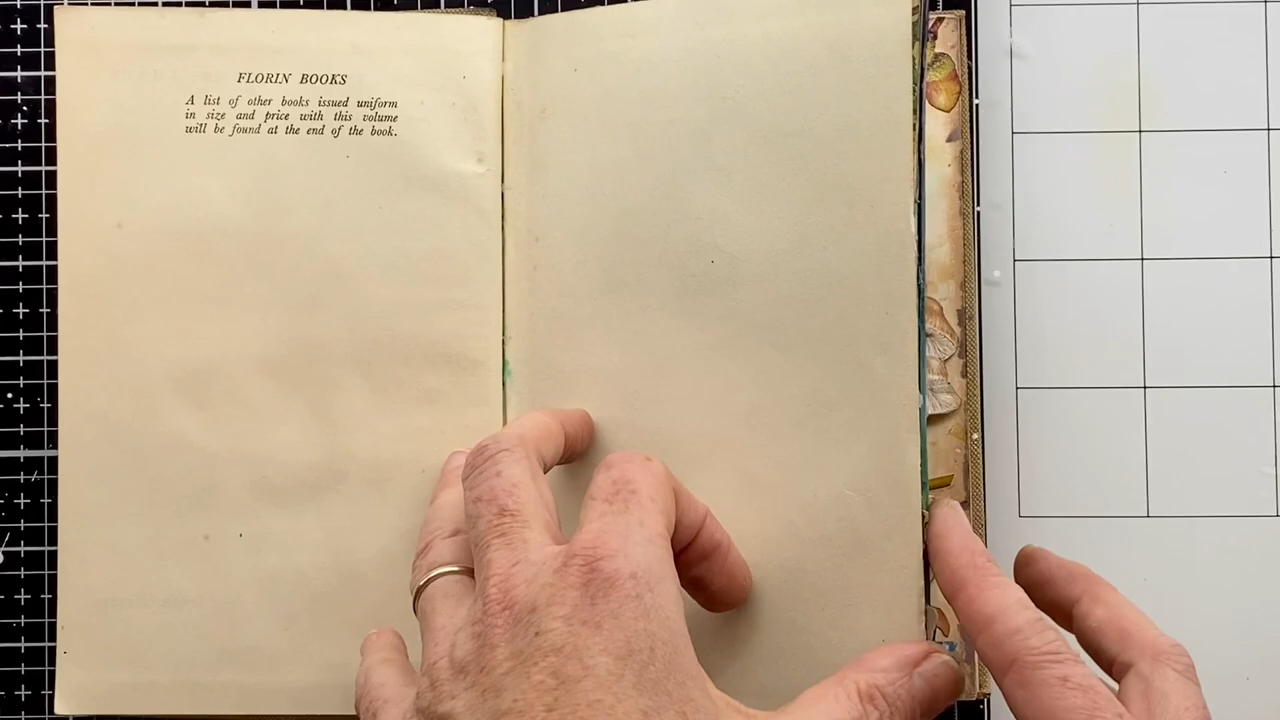 FLORIN BOOKS
A list of other books issued uniform
in size and price with this volume
will be found at the end of the book.